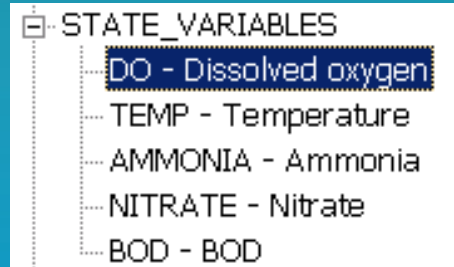 STATE_VARIABLES
DO - Dissolved oxygen
TEMP - Temperature
AMMONIA - Ammonia
NITRATE - Nitrate
BOD - BOD